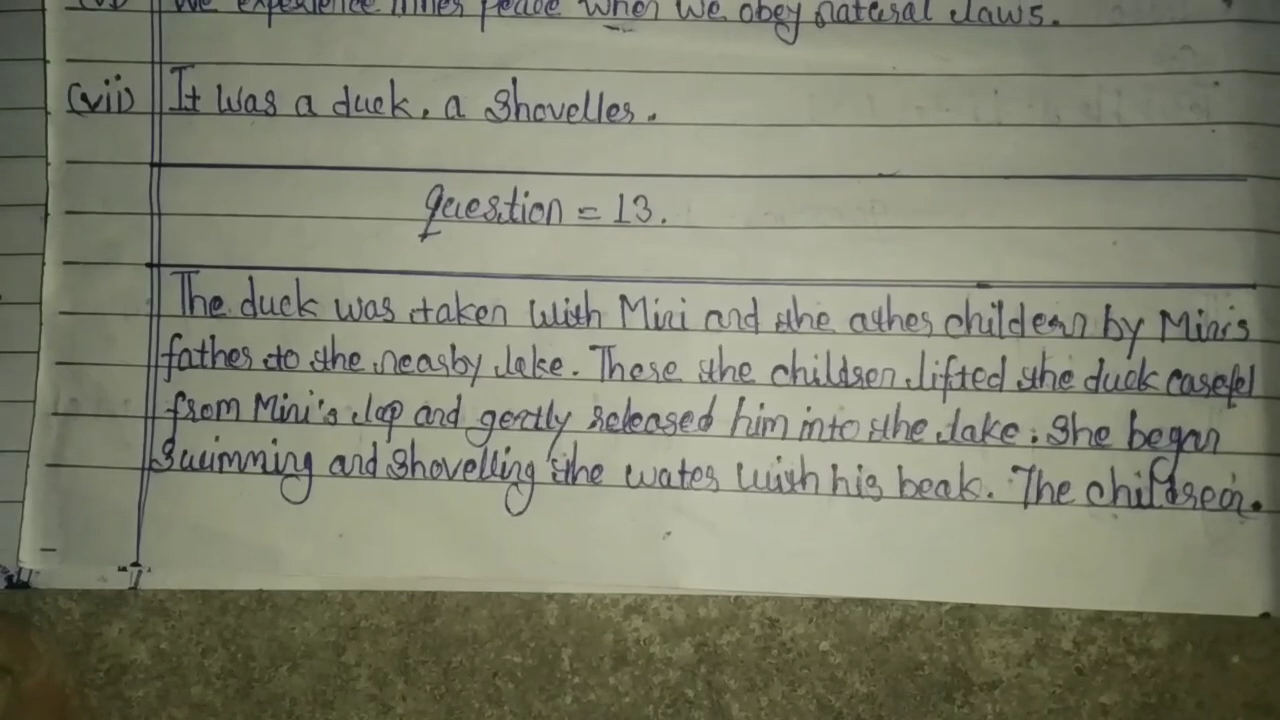 We experience inner peace when we obey natural laws.
(vii) It was a duck, a Shoveller.
Question = 13.
The duck was taken with Mini and the other children by Mini's
father to the nearby lake. There the children lifted the duck careful
from Mini's lap and gently released him into the lake. She began
Swimming and Shovelling the water with his beak. The children.